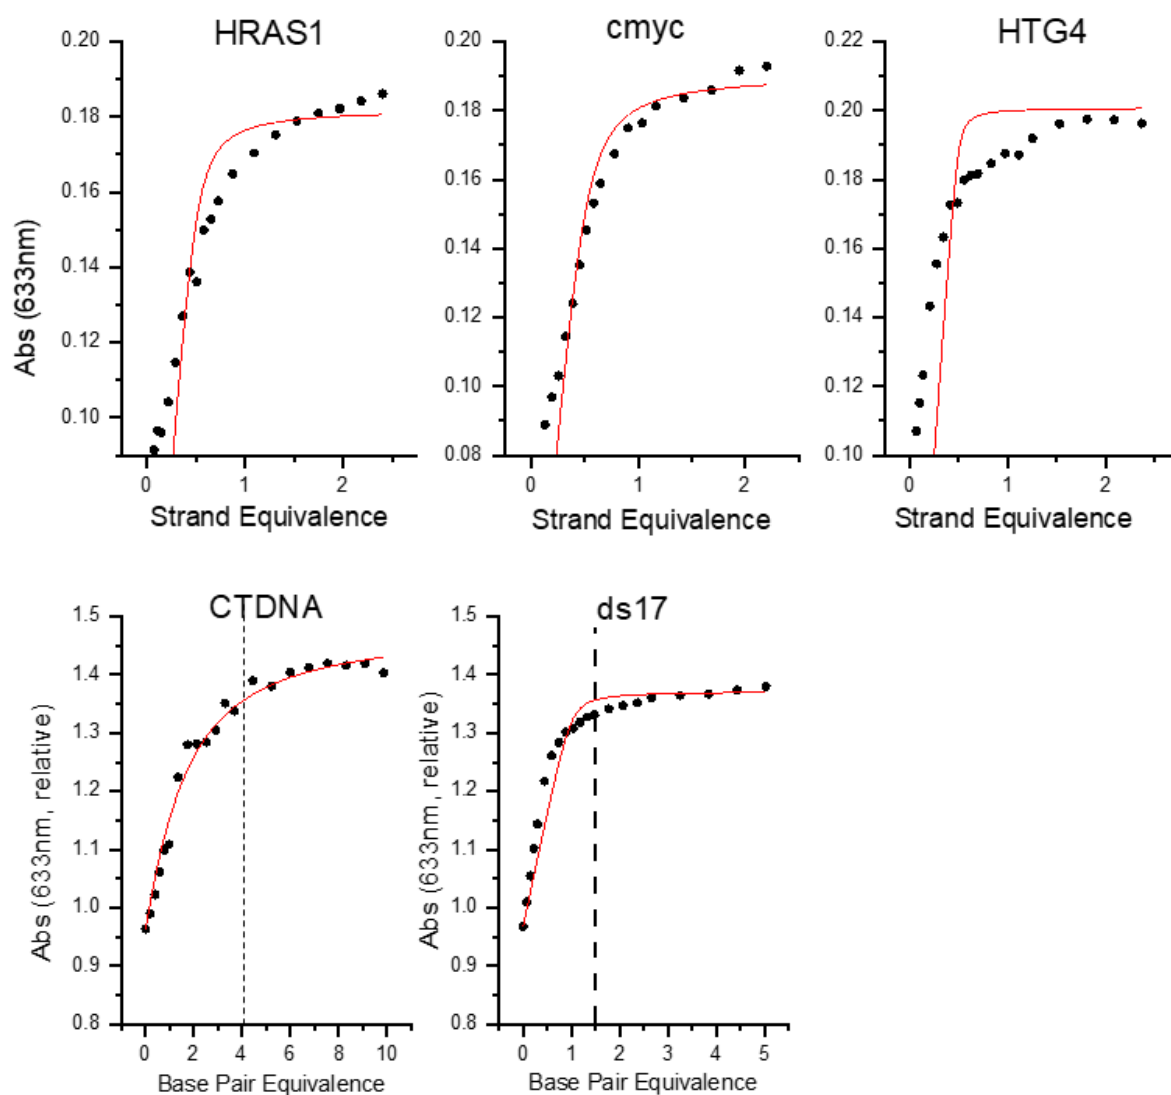 HRAS1
cmyc
HTG4
0.20
0.18
0.16
0.14
0.12
0.10
0.20
0.18
0.16
0.14
0.12
0.10
0.08
0.22
0.20
0.18
0.16
0.14
0.12
0.10
Abs (633nm)
0 1 2
0 1 2
0 1 2
Strand Equivalence
Strand Equivalence
Strand Equivalence
CTDNA
ds17
1.5
1.4
1.3
1.2
1.1
1.0
0.9
0.8
1.5
1.4
1.3
1.2
1.1
1.0
0.9
0.8
Abs (633nm, relative)
Abs (633nm, relative)
0 2 4 6 8 10
0 1 2 3 4 5
Base Pair Equivalence
Base Pair Equivalence